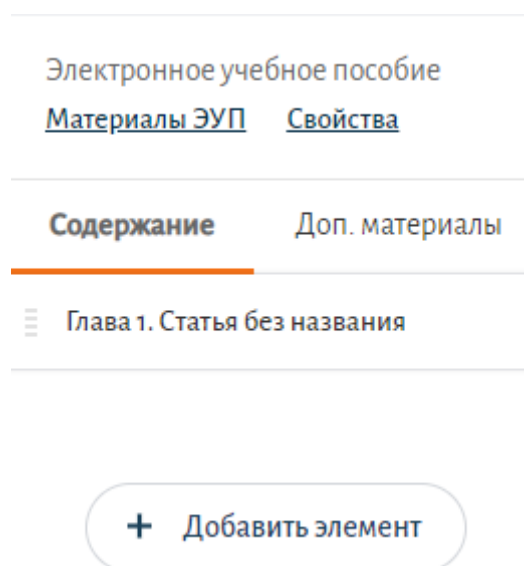 Электронное учебное пособие
Материалы ЭУП Свойства
Содержание Доп. материалы
Глава 1. Статья без названия
+ Добавить элемент